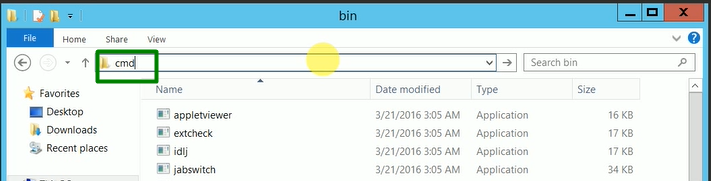 bin
File Home Share View
cmd
Search bin
Name Date modified Type Size
Favorites
Desktop
Downloads
Recent places
appletviewer 3/21/2016 3:05 AM Application 16 KB
extcheck 3/21/2016 3:05 AM Application 17 KB
idlj 3/21/2016 3:05 AM Application 17 KB
jabswitch 3/21/2016 3:05 AM Application 34 KB